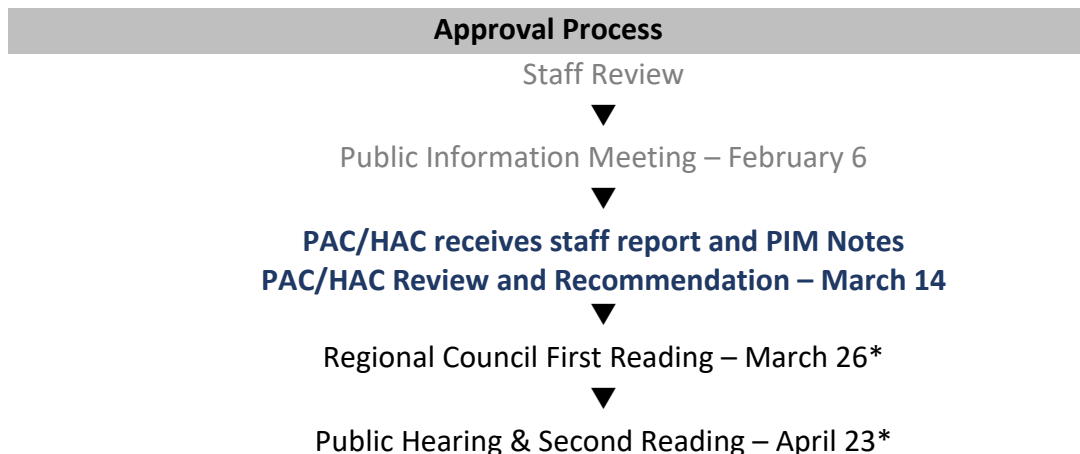 Approval Process
Staff Review
Public Information Meeting – February 6
PAC/HAC receives staff report and PIM Notes
PAC/HAC Review and Recommendation – March 14
Regional Council First Reading – March 26*
Public Hearing & Second Reading – April 23*